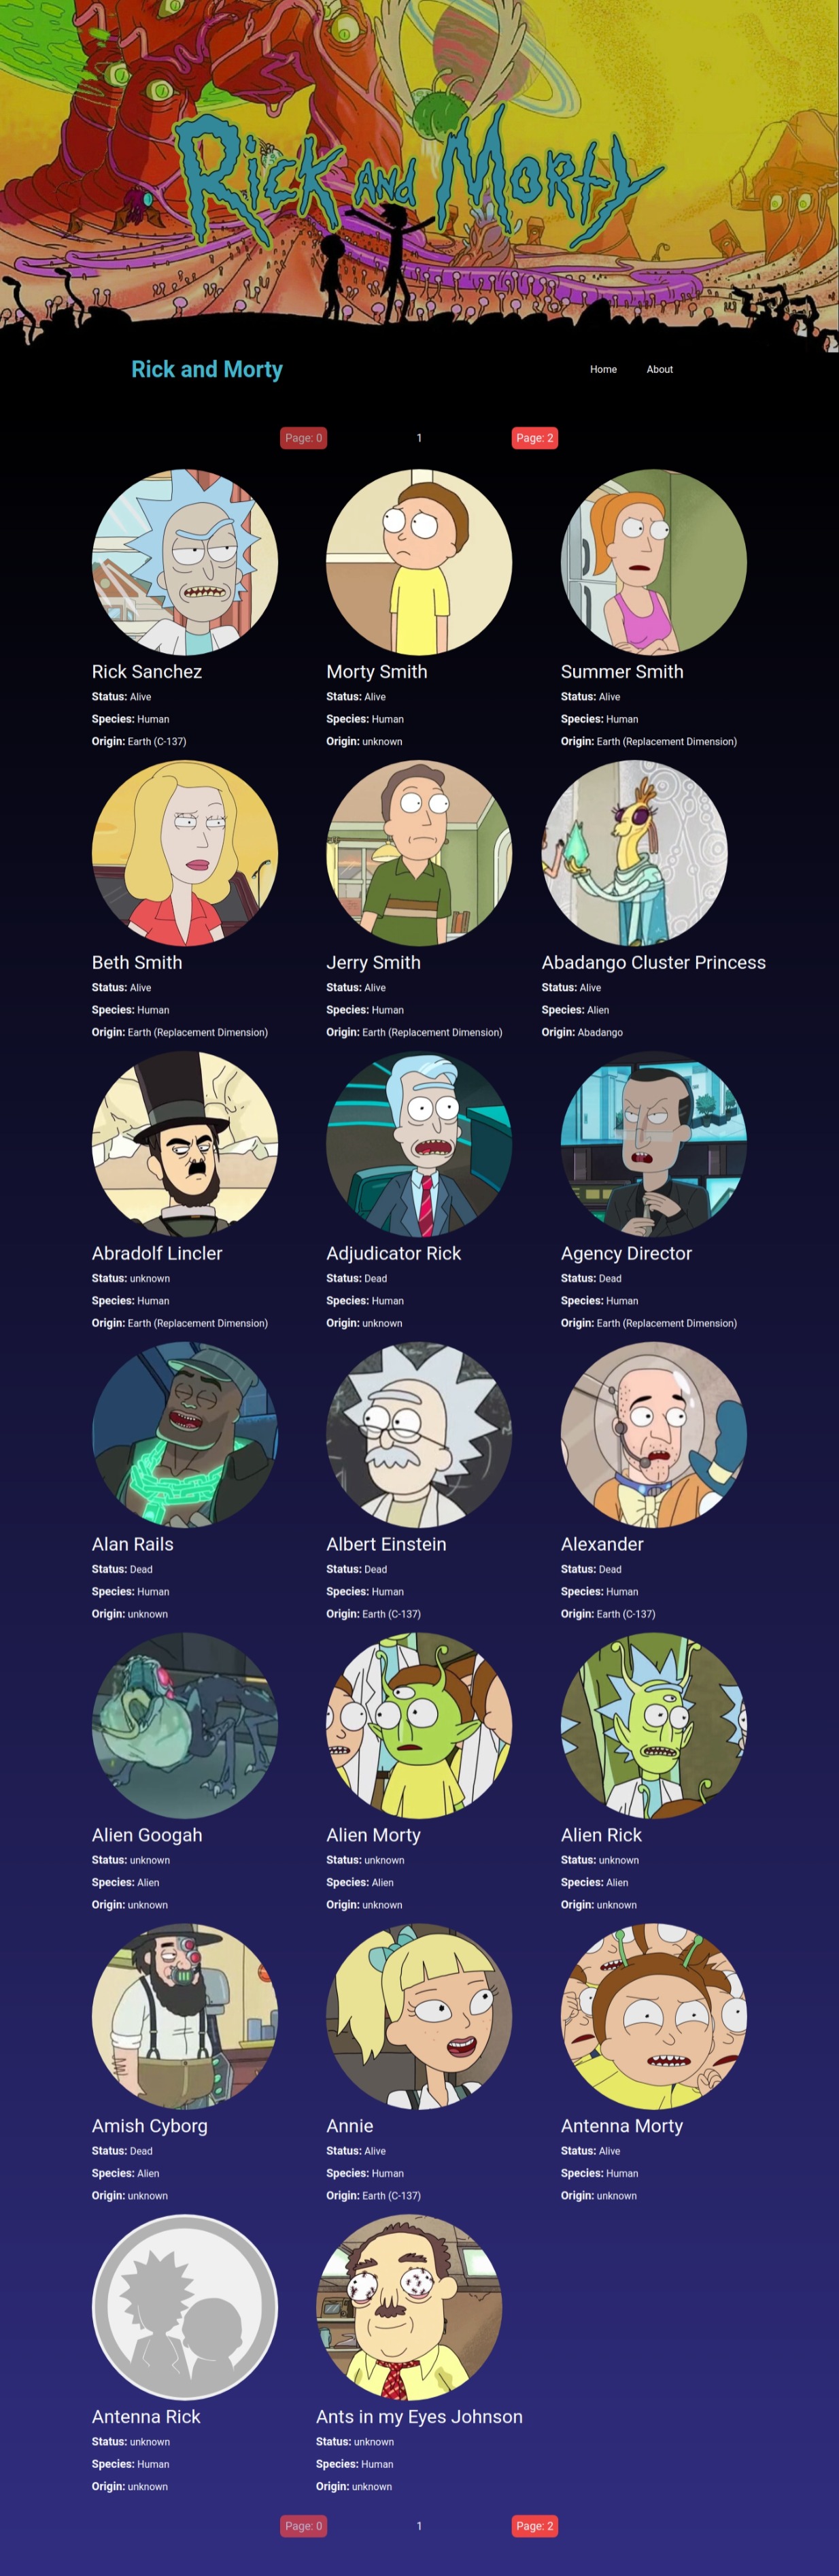 Rick and Morty
Rick and Morty
Home About
Page: 0 1 Page: 2
Rick Sanchez
Status: Alive
Species: Human
Origin: Earth (C-137)
Morty Smith
Status: Alive
Species: Human
Origin: unknown
Summer Smith
Status: Alive
Species: Human
Origin: Earth (Replacement Dimension)
Beth Smith
Status: Alive
Species: Human
Origin: Earth (Replacement Dimension)
Jerry Smith
Status: Alive
Species: Human
Origin: Earth (Replacement Dimension)
Abadango Cluster Princess
Status: Alive
Species: Alien
Origin: Abadango
Abradolf Lincler
Status: unknown
Species: Human
Origin: Earth (Replacement Dimension)
Adjudicator Rick
Status: Dead
Species: Human
Origin: unknown
Agency Director
Status: Dead
Species: Human
Origin: Earth (Replacement Dimension)
Alan Rails
Status: Dead
Species: Human
Origin: unknown
Albert Einstein
Status: Dead
Species: Human
Origin: Earth (C-137)
Alexander
Status: Dead
Species: Human
Origin: Earth (C-137)
Alien Googah
Status: unknown
Species: Alien
Origin: unknown
Alien Morty
Status: unknown
Species: Alien
Origin: unknown
Alien Rick
Status: unknown
Species: Alien
Origin: unknown
Amish Cyborg
Status: Dead
Species: Alien
Origin: unknown
Annie
Status: Alive
Species: Human
Origin: Earth (C-137)
Antenna Morty
Status: Alive
Species: Human
Origin: unknown
Antenna Rick
Status: unknown
Species: Human
Origin: unknown
Ants in my Eyes Johnson
Status: unknown
Species: Human
Origin: unknown
Page: 0 1 Page: 2